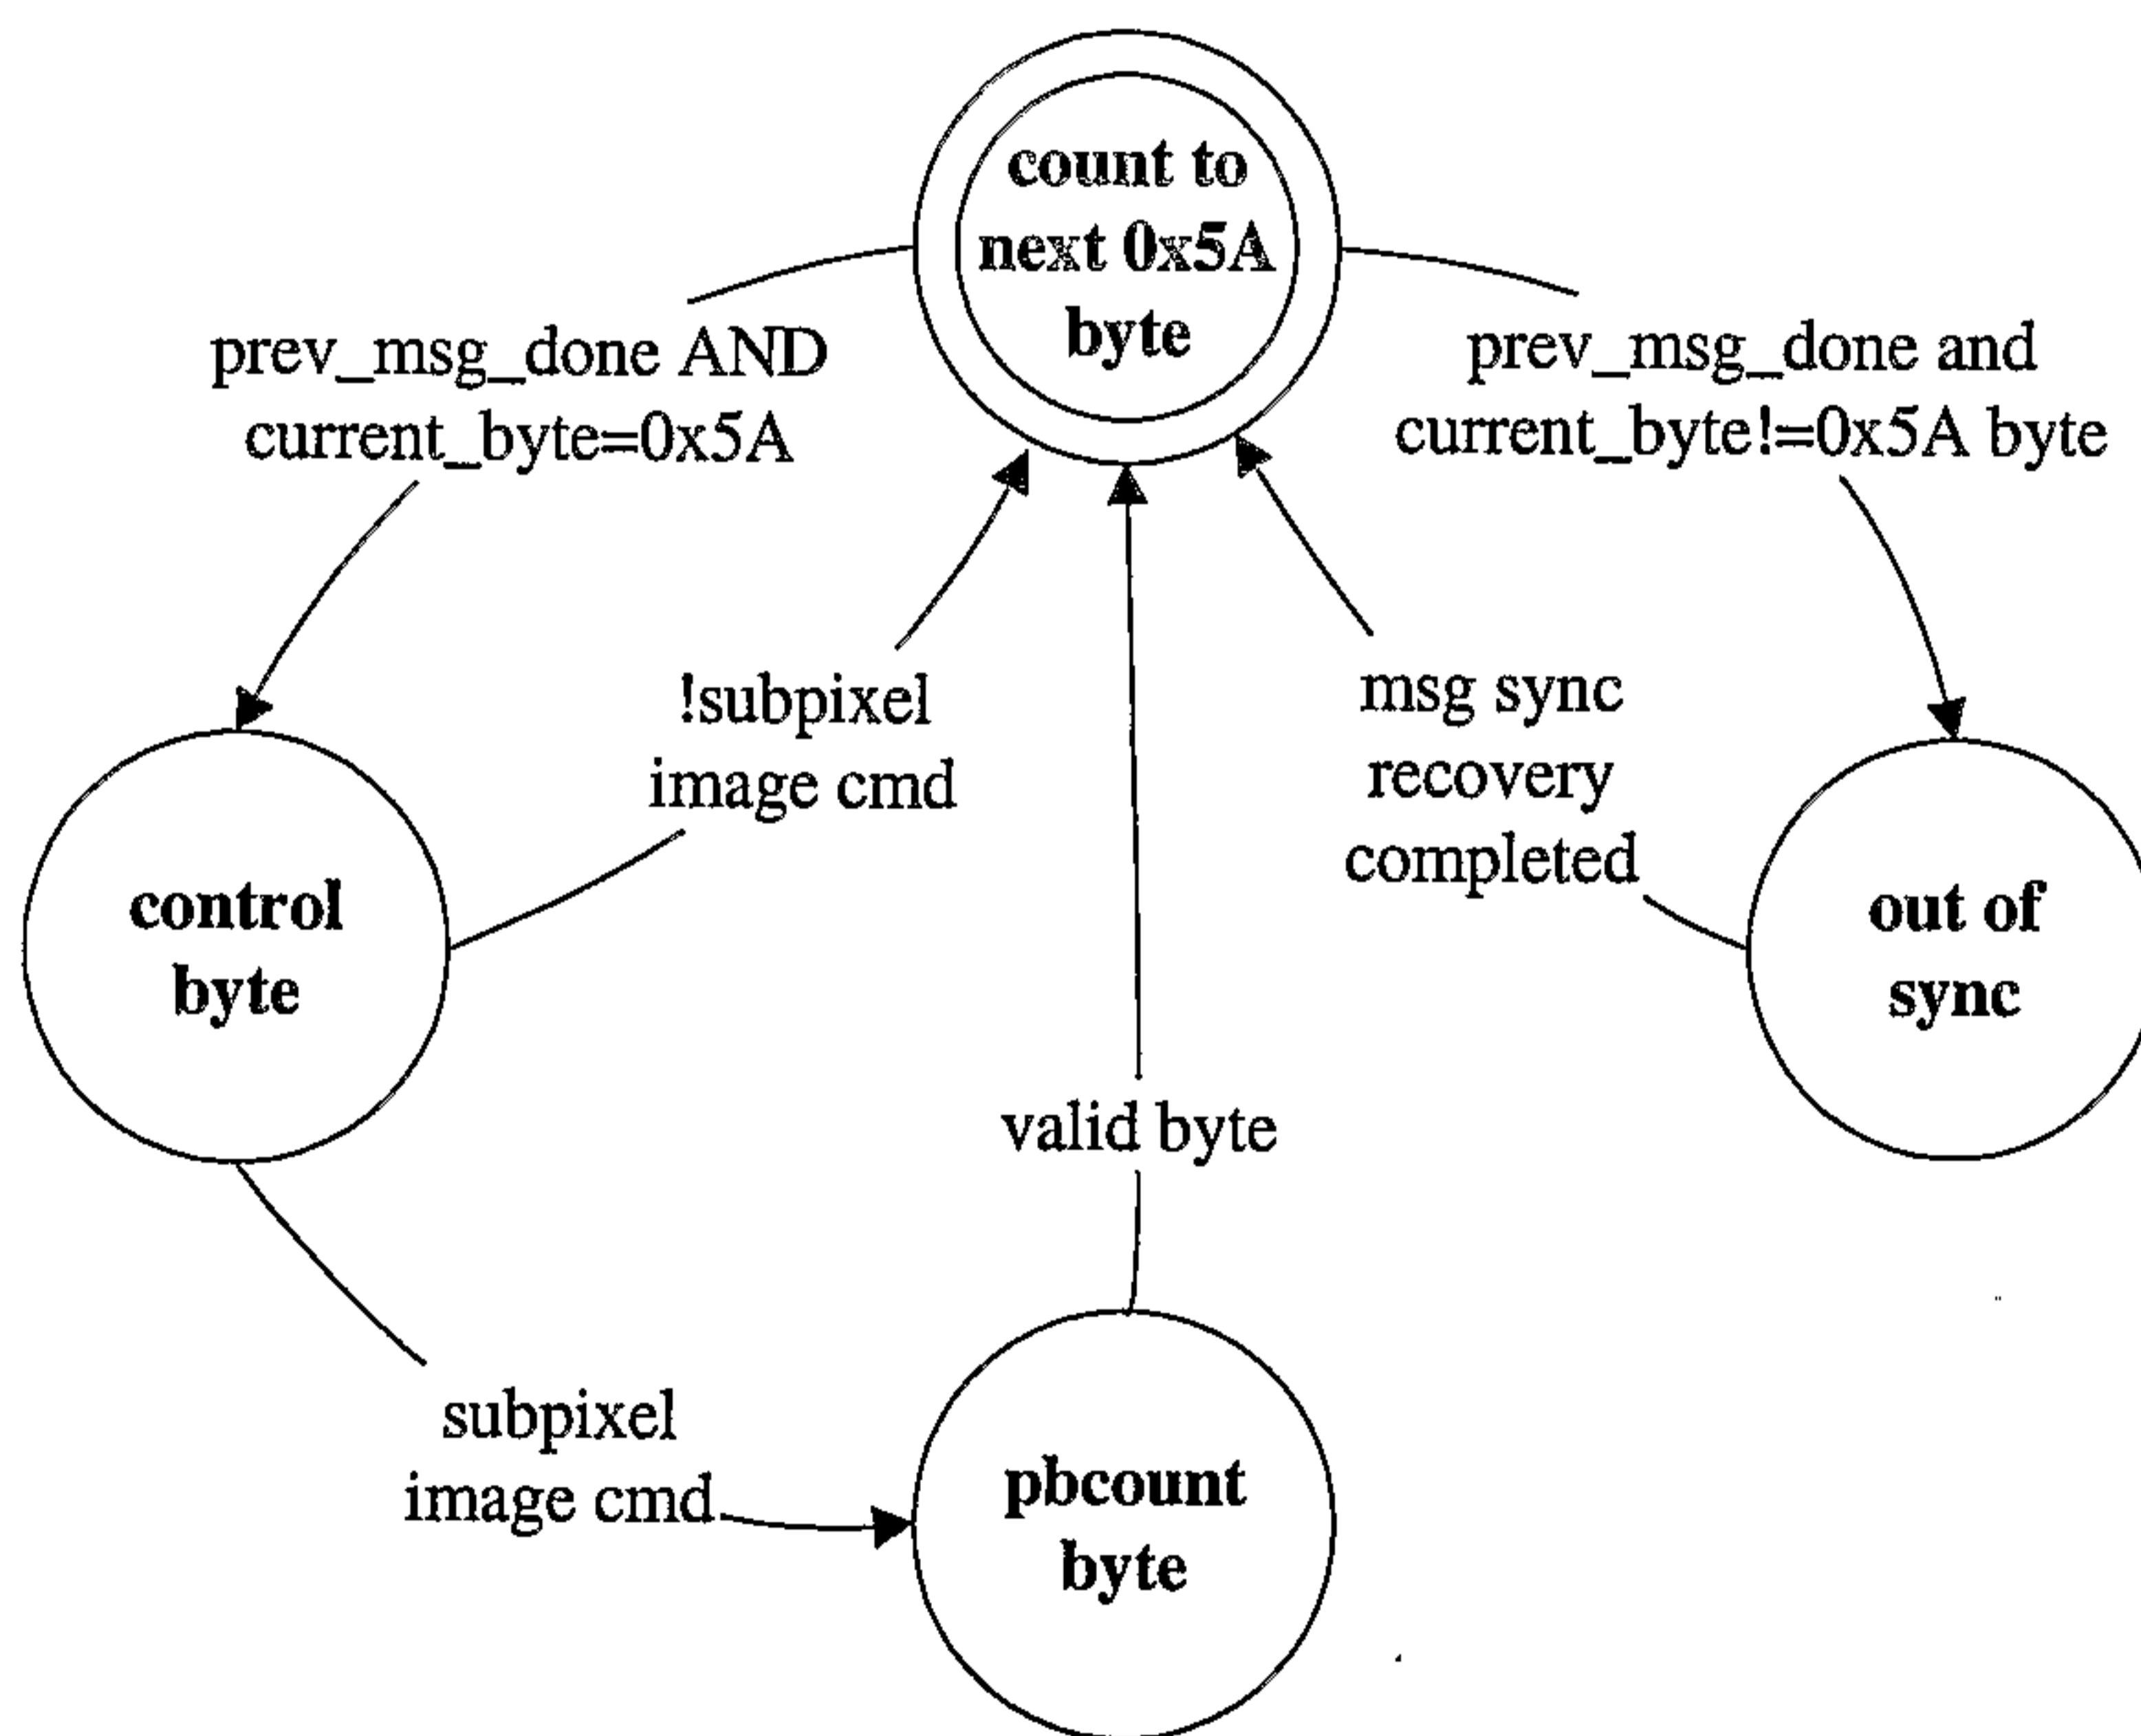 count to
next 0x5A
byte
prev_msg_done AND
current_byte=0x5A
prev_msg_done and
current_byte!=0x5A byte
!subpixel
image cmd
msg sync
recovery
completed
control
byte
out of
sync
valid byte
subpixel
image cmd
pbcount
byte